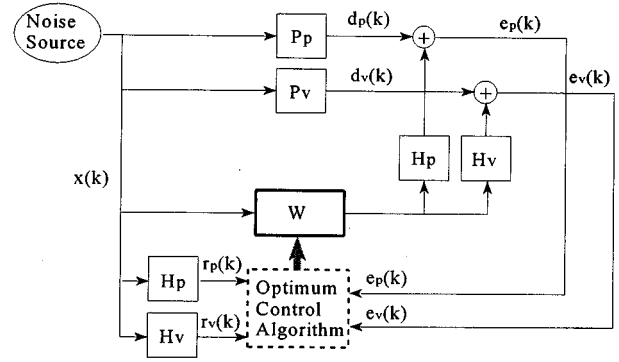 Noise
Source
Pp
dp(k)
ep(k)
Pv
dv(k)
ev(k)
Hp
Hv
x(k)
W
Hp
rp(k)
Optimum
Control
Algorithm
ep(k)
Hv
rv(k)
ev(k)